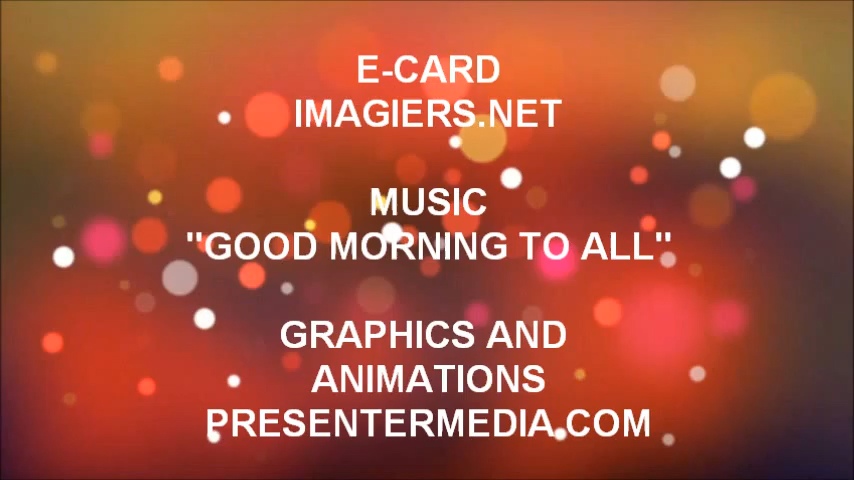 E-CARD
IMAGIERS.NET
MUSIC
"GOOD MORNING TO ALL"
GRAPHICS AND
ANIMATIONS
PRESENTERMEDIA.COM